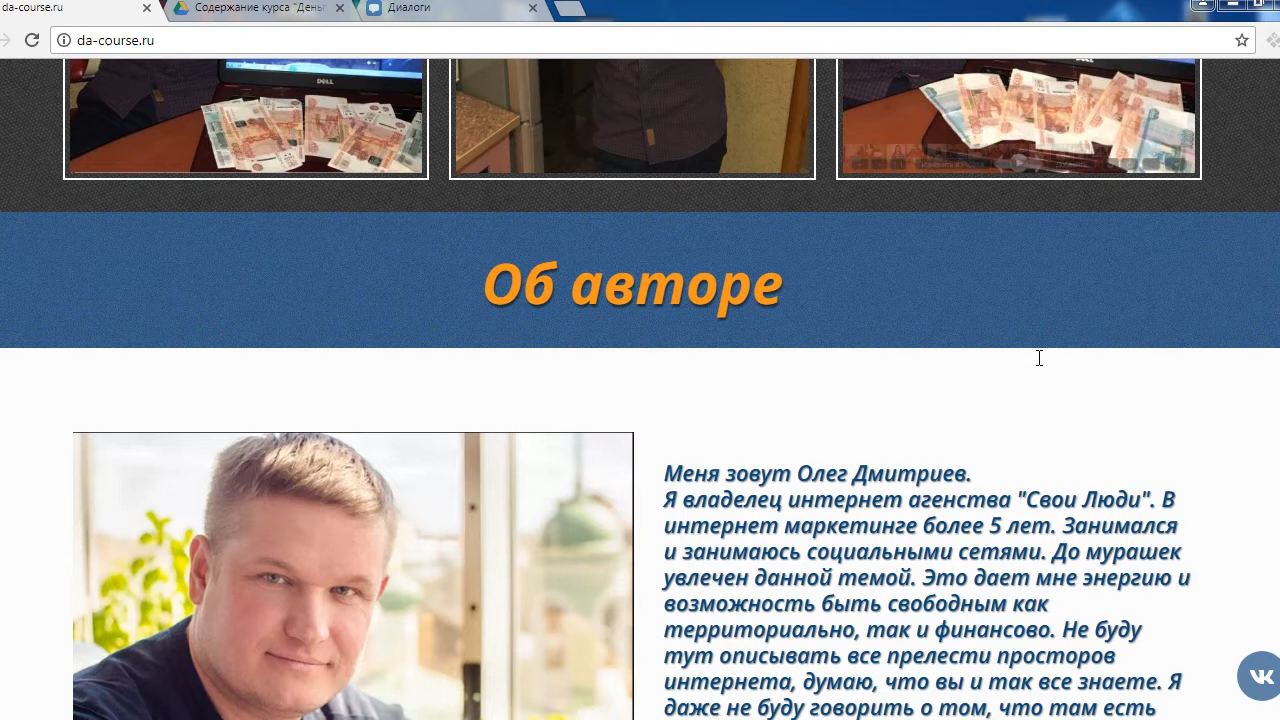 da-course.ru
Содержание курса "День
Диалоги
da-course.ru
DELL
Об авторе
Меня зовут Олег Дмитриев.
Я владелец интернет агенства "Свои Люди". В
интернет маркетинге более 5 лет. Занимался
и занимаюсь социальными сетями. До мурашек
увлечен данной темой. Это дает мне энергию и
возможность быть свободным как
территориально, так и финансово. Не буду
тут описывать все прелести просторов
интернета, думаю, что вы и так все знаете. Я
даже не буду говорить о том, что там есть